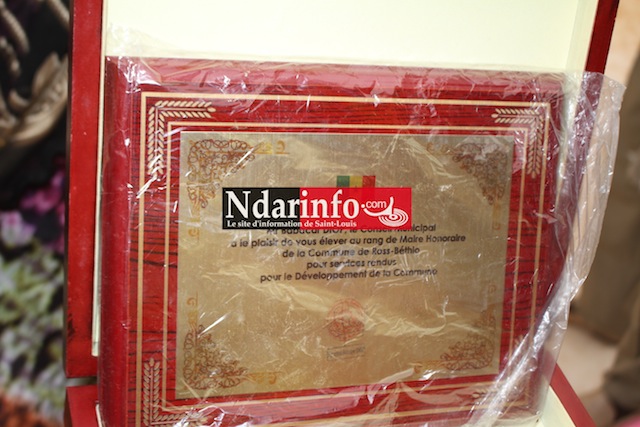 Ndarinfo.com
Le site d'information
de Saint-Louis
le Conseil Municipal
a le plaisir de vous élever au rang de Maire Honoraire
de la Commune de Ross-Béthio
pour services rendus
pour le Développement de la Commune